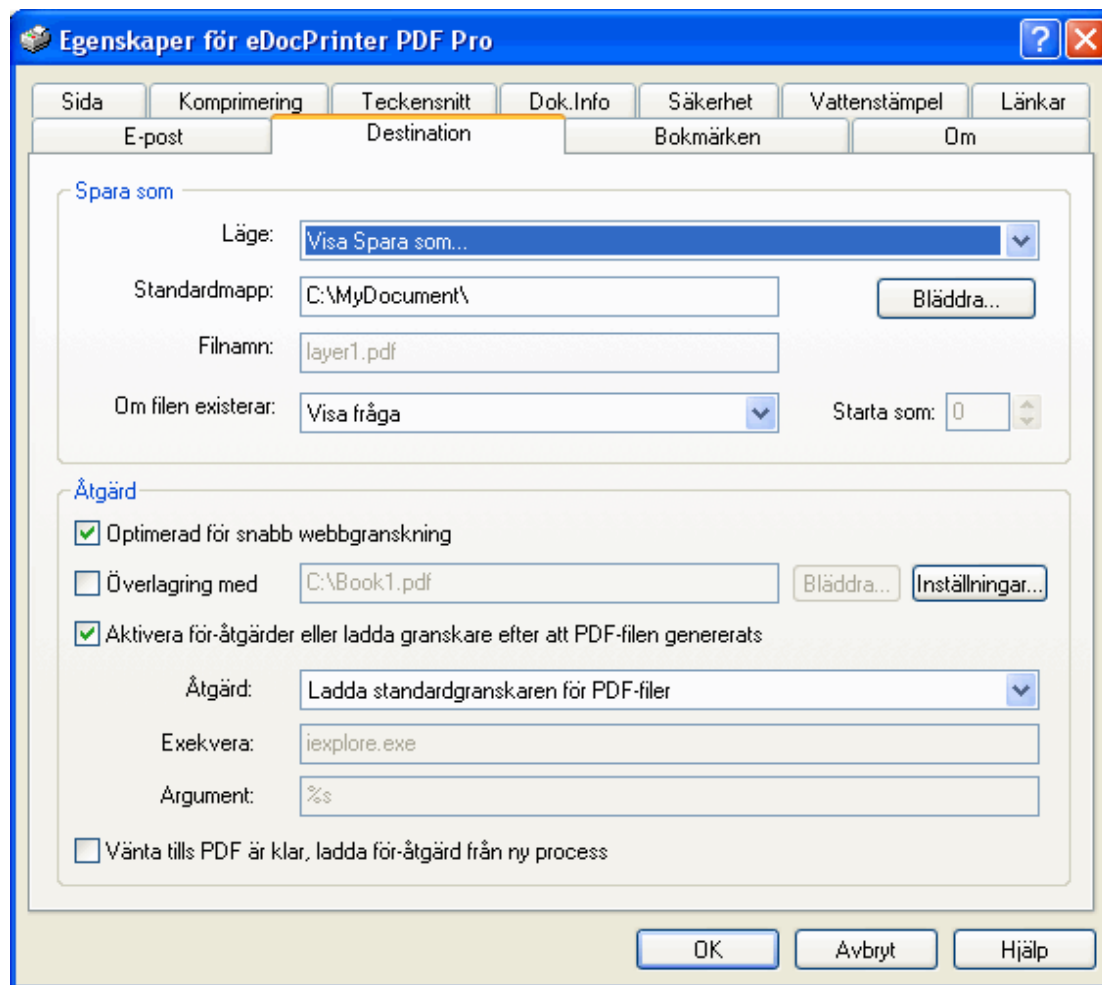 Egenskaper för eDocPrinter PDF Pro
Sida Komprimering Teckensnitt Dok.Info Säkerhet Vattenstämpel Länkar
E-post Destination Bokmärken Om
Spara som
Läge: Visa Spara som...
Standardmapp: C:\MyDocument\ Bläddra...
Filnamn: layer1.pdf
Om filen existerar: Visa fråga Starta som: 0
Åtgärd
Optimerad för snabb webbgranskning
Överlagring med C:\Book1.pdf Bläddra... Inställningar...
Aktivera för-åtgärder eller ladda granskare efter att PDF-filen genererats
Åtgärd: Ladda standardgranskaren för PDF-filer
Exekvera: iexplore.exe
Argument: %s
Vänta tills PDF är klar, ladda för-åtgärd från ny process
OK Avbryt Hjälp